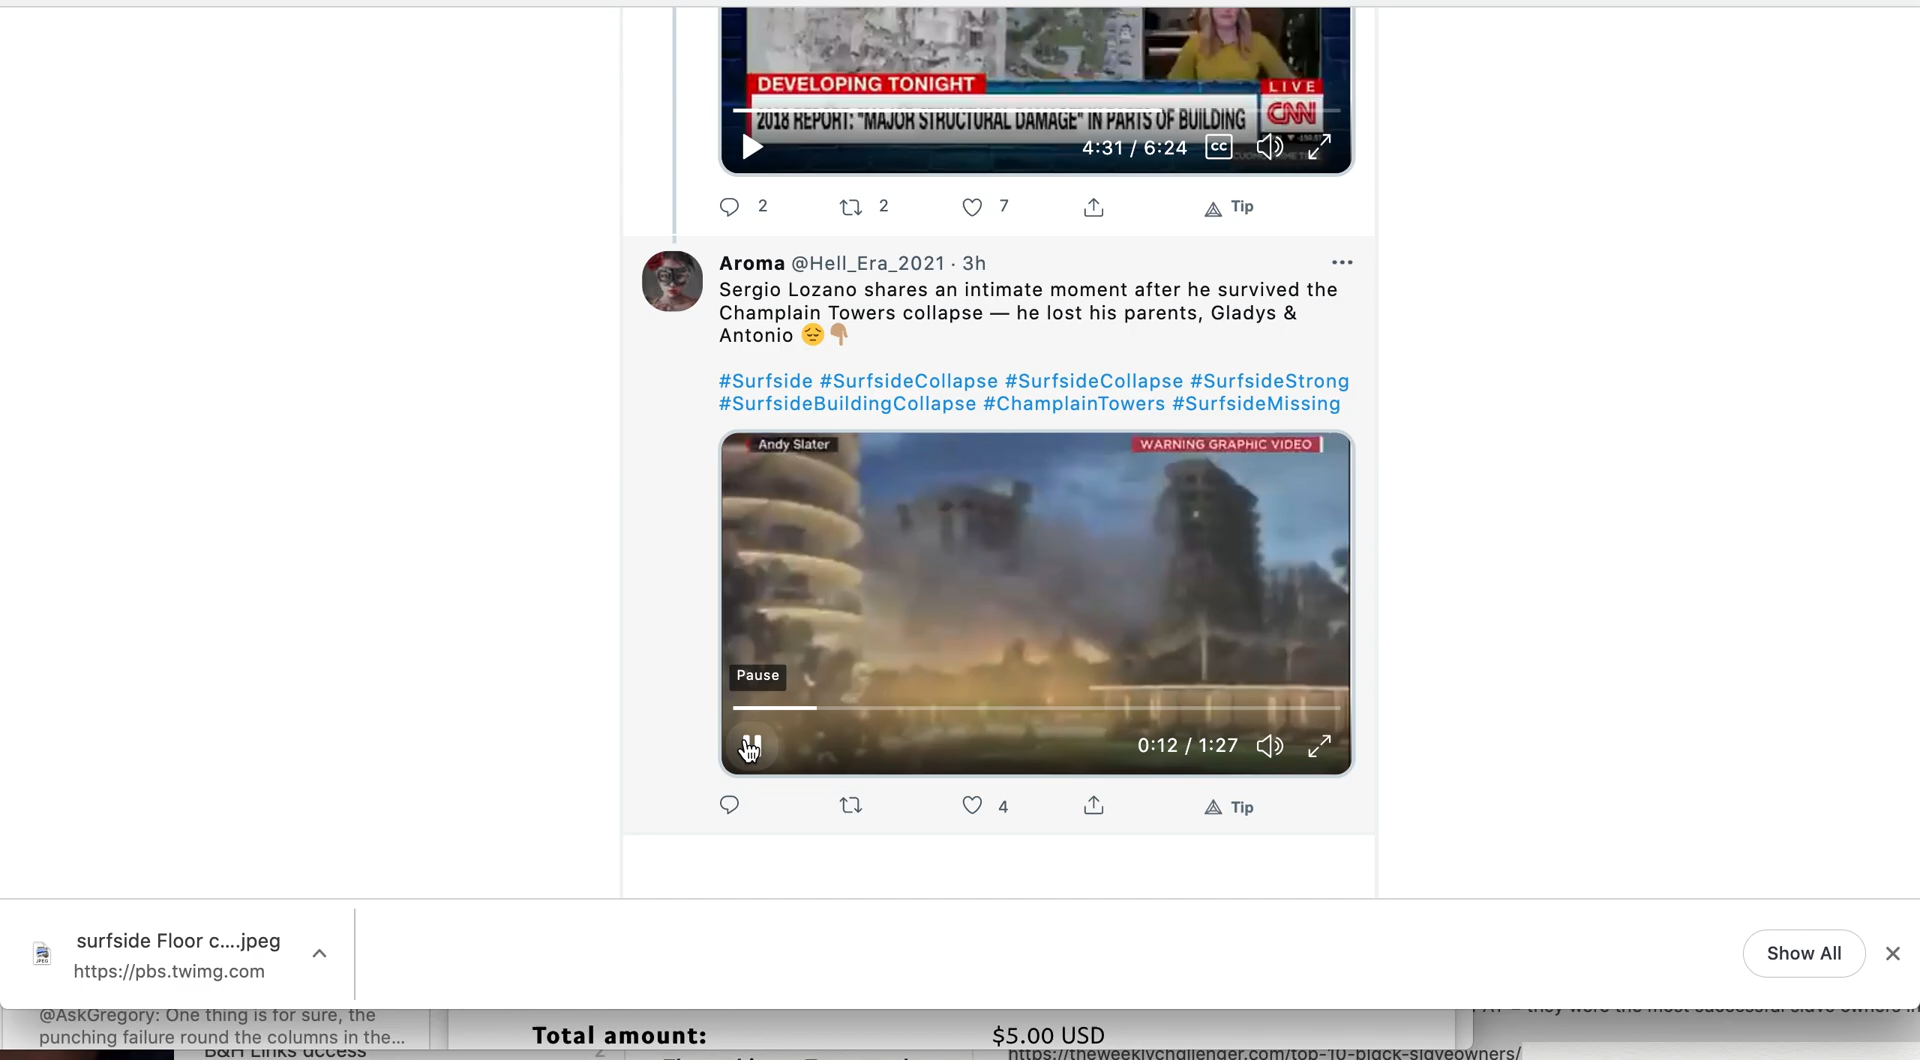 DEVELOPING TONIGHT
LIVE
CNN
2018 REPORT: "MAJOR STRUCTURAL DAMAGE" IN PARTS OF BUILDING
4:31 / 6:24 CC
2 2 7 Tip
Aroma @Hell_Era_2021 · 3h
Sergio Lozano shares an intimate moment after he survived the
Champlain Towers collapse — he lost his parents, Gladys &
Antonio 😔👇🏽
#Surfside #SurfsideCollapse #SurfsideCollapse #SurfsideStrong
#SurfsideBuildingCollapse #ChamplainTowers #SurfsideMissing
Andy Slater
WARNING GRAPHIC VIDEO
Pause
0:12 / 1:27
4 Tip
surfside Floor c....jpeg
https://pbs.twimg.com
JPEG
Show All
@AskGregory: One thing is for sure, the
punching failure round the columns in the...
B&H Links access
Total amount: $5.00 USD
2
https://theweeklychallenger.com/top-10-black-slaveowners/